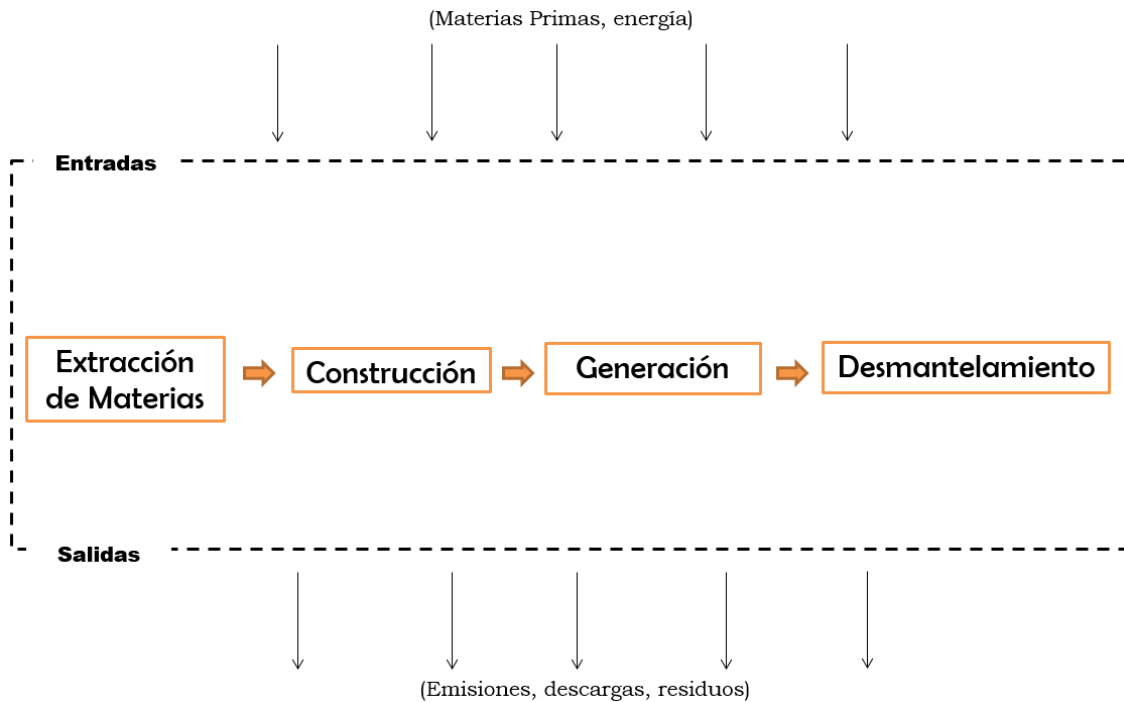 (Materias Primas, energía)
Entradas
Extracción
de Materias
Construcción
Generación
Desmantelamiento
Salidas
(Emisiones, descargas, residuos)